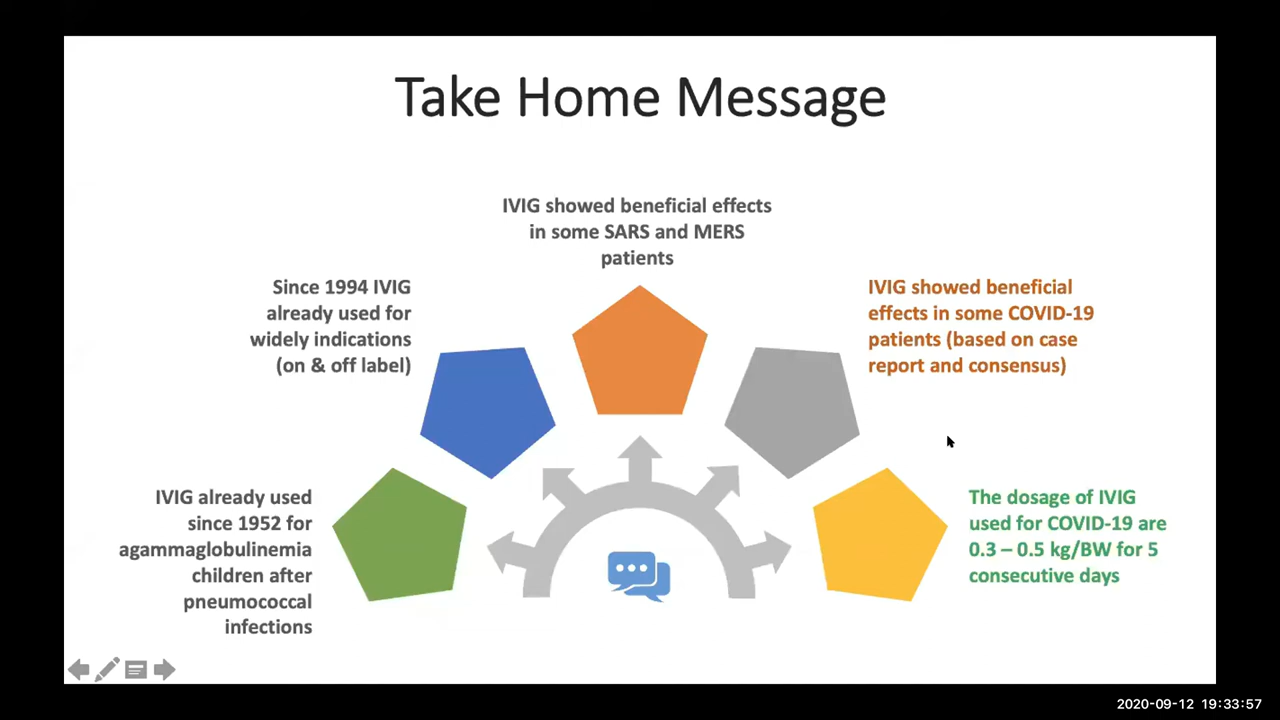 Take Home Message
IVIG showed beneficial effects
in some SARS and MERS
patients
Since 1994 IVIG
already used for
widely indications
(on & off label)
IVIG showed beneficial
effects in some COVID-19
patients (based on case
report and consensus)
IVIG already used
since 1952 for
agammaglobulinemia
children after
pneumococcal
infections
The dosage of IVIG
used for COVID-19 are
0.3 – 0.5 kg/BW for 5
consecutive days
2020-09-12 19:33:57